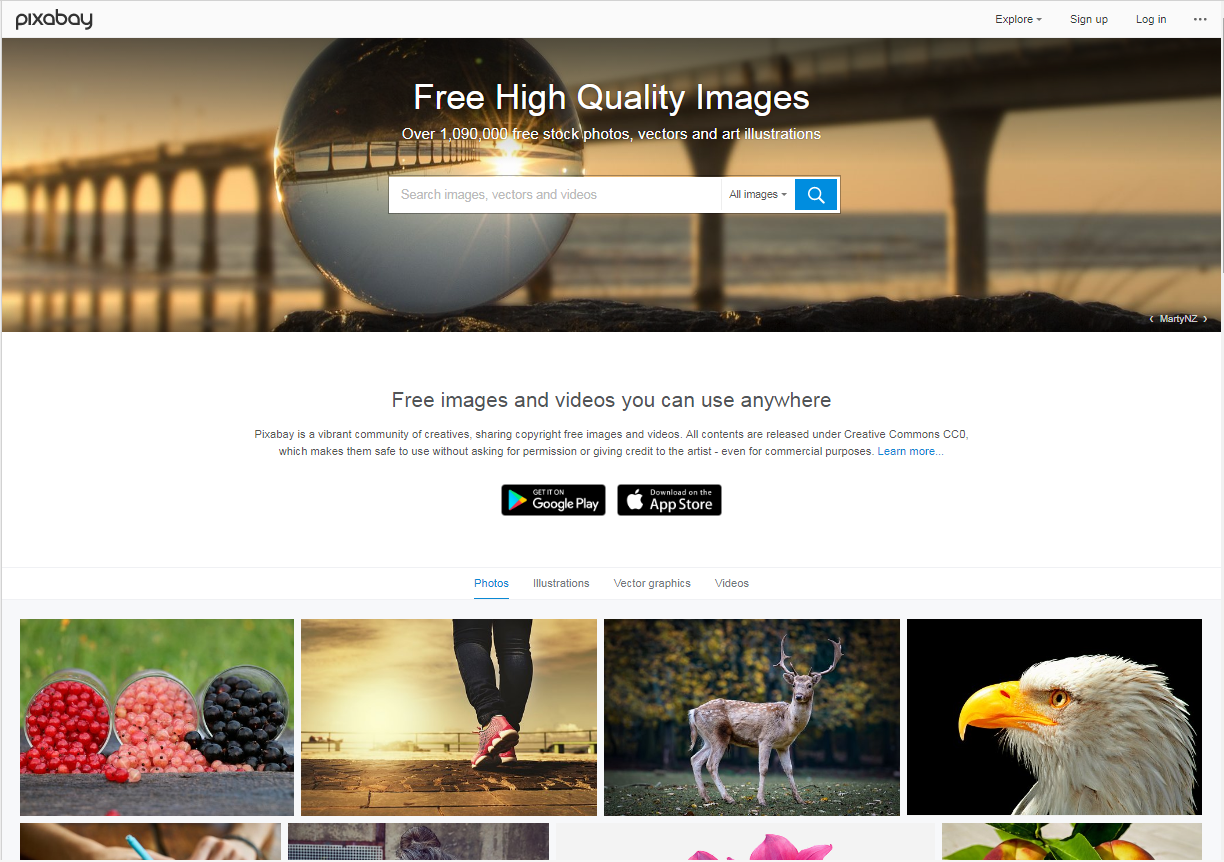 pixabay
Explore
Sign up
Log in
Free High Quality Images
Over 1,090,000 free stock photos, vectors and art illustrations
Search images, vectors and videos
All images
‹ MartyNZ ›
Free images and videos you can use anywhere
Pixabay is a vibrant community of creatives, sharing copyright free images and videos. All contents are released under Creative Commons CC0,
which makes them safe to use without asking for permission or giving credit to the artist - even for commercial purposes. Learn more...
GET IT ON
Google Play
Download on the
App Store
Photos
Illustrations
Vector graphics
Videos